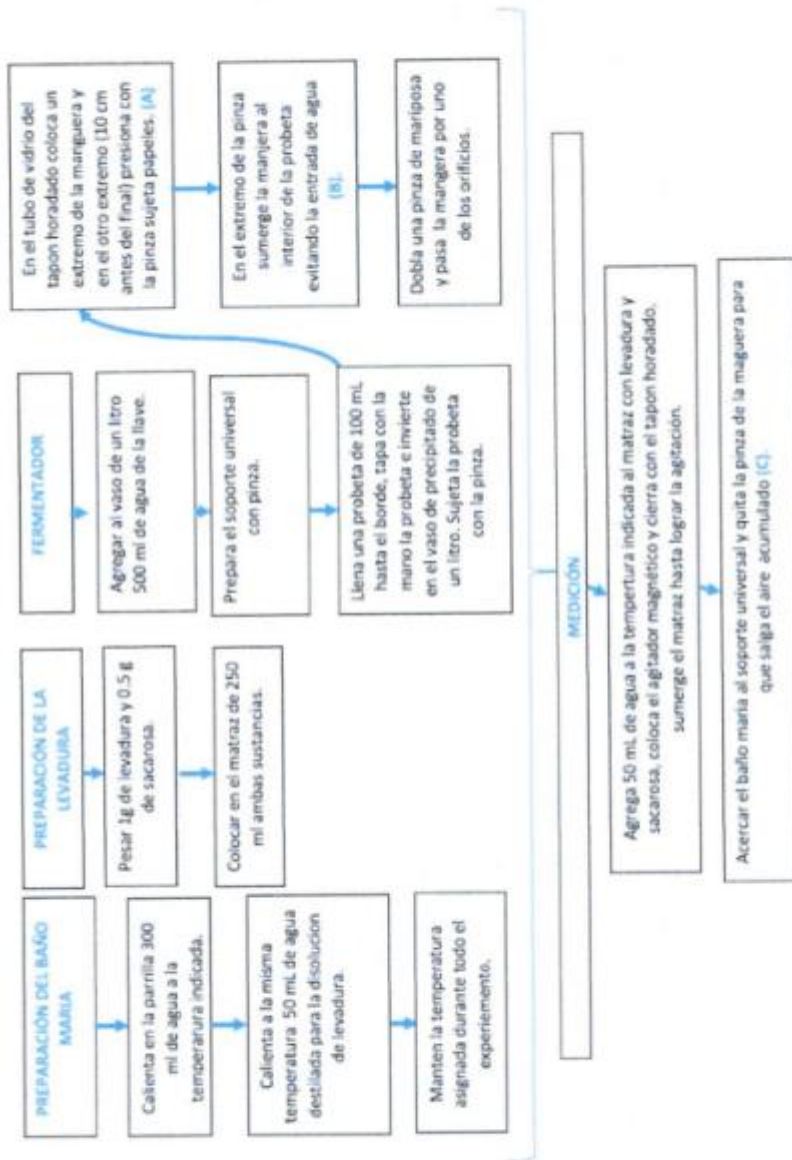 PREPARACIÓN DEL BAÑO
MARIA
Calienta en la parrilla 300
ml de agua a la
temperarura indicada.
Calienta a la misma
temperatura 50 mL de agua
destilada para la disolucion
de levadura.
Manten la temperatura
asignada durante todo el
experiemento.
PREPARACIÓN DE LA
LEVADURA
Pesar 1g de levadura y 0.5 g
de sacarosa.
Colocar en el matraz de 250
ml ambas sustancias.
FERMENTADOR
Agregar al vaso de un litro
500 ml de agua de la llave.
Prepara el soporte universal
con pinza.
Llena una probeta de 100 mL
hasta el borde, tapa con la
mano la probeta e invierte
en el vaso de precipitado de
un litro. Sujeta la probeta
con la pinza.
En el tubo de vidrio del
tapon horadado coloca un
extremo de la manguera y
en el otro extremo (10 cm
antes del final) presiona con
la pinza sujeta papeles. (A)
En el extremo de la pinza
sumerge la manjera al
interior de la probeta
evitando la entrada de agua
(B).
Dobla una pinza de mariposa
y pasa la mangera por uno
de los orificios.
MEDICIÓN
Agrega 50 mL de agua a la tempertura indicada al matraz con levadura y
sacarosa, coloca el agitador magnético y cierra con el tapon horadado.
sumerge el matraz hasta lograr la agitación.
Acercar el baño maria al soporte universal y quita la pinza de la maguera para
que salga el aire acumulado (C).